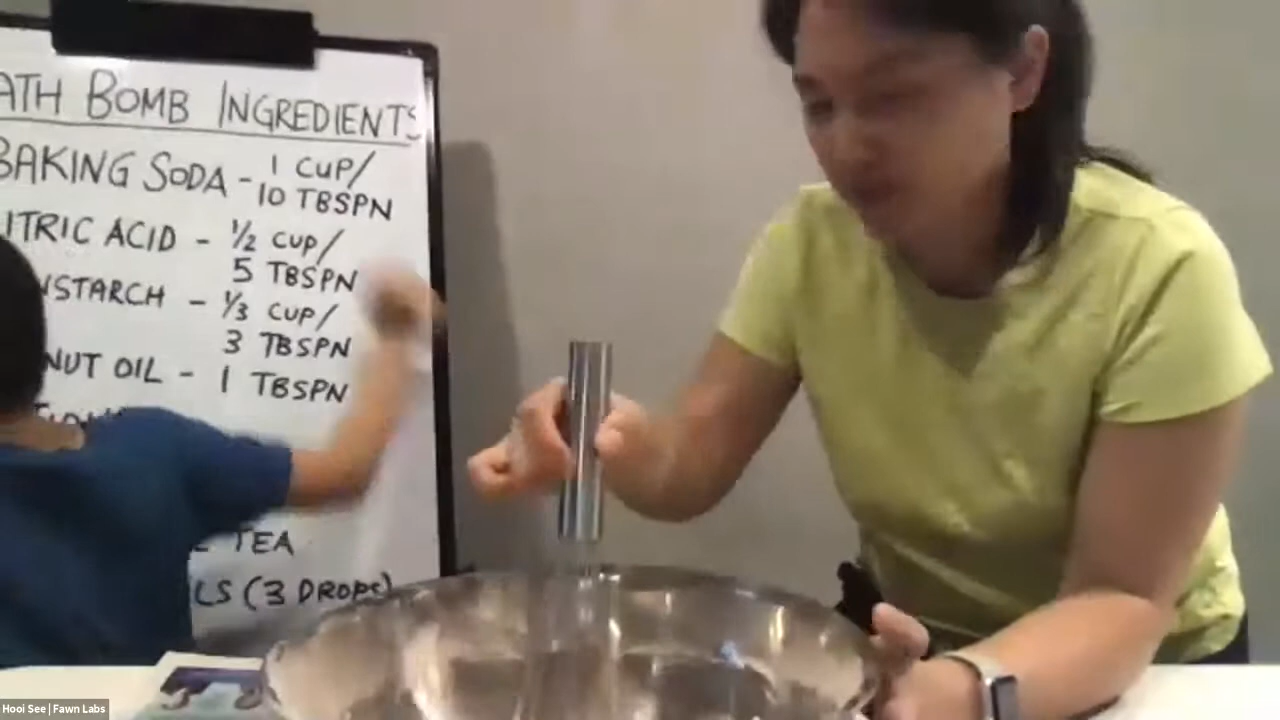 ATH BOMB INGREDIENTS
BAKING SODA - 1 CUP/
10 TBSPN
ITRIC ACID - 1/2 CUP/
5 TBSPN
NSTARCH - 1/3 CUP/
3 TBSPN
NUT OIL - 1 TBSPN
TEA
LS (3 DROPS)
Hooi See | Fawn Labs